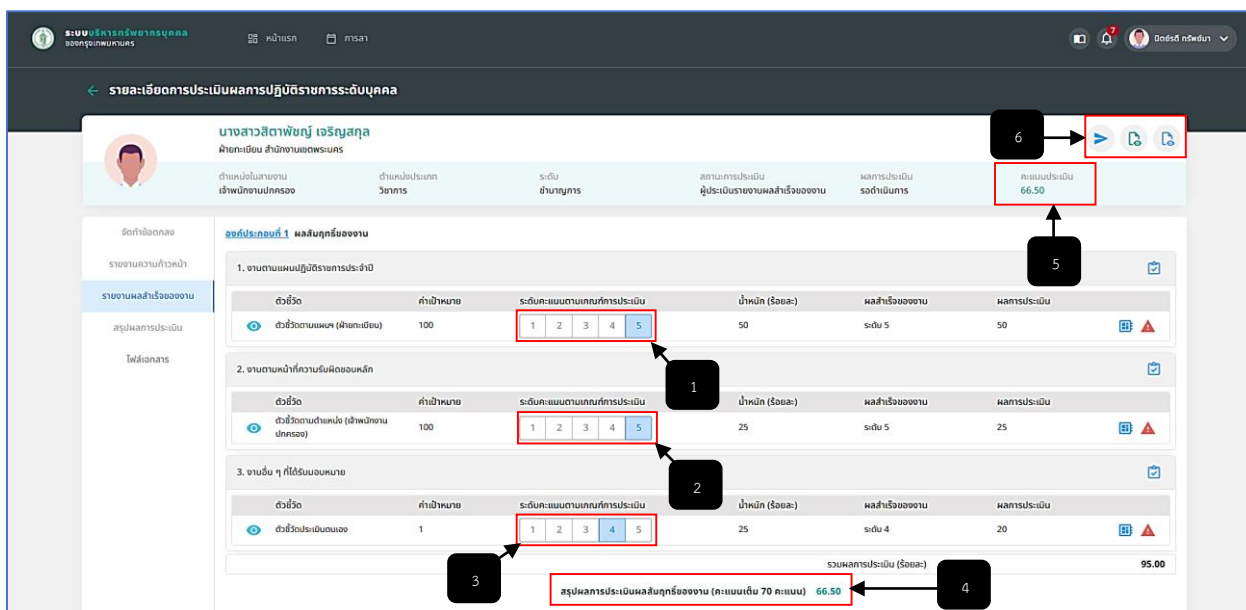 ระบบบริหารทรัพยากรบุคคล
ของกรุงเทพมหานคร
หน้าแรก
การลา
7
ปิตย์รดี ทรัพย์มา
รายละเอียดการประเมินผลการปฏิบัติราชการระดับบุคคล
นางสาวสิตาพัชญ์ เจริญสกุล
ฝ่ายทะเบียน สำนักงานเขตพระนคร
6
ตำแหน่งในสายงาน ตำแหน่งประเภท ระดับ สถานะการประเมิน ผลการประเมิน คะแนนประเมิน
เจ้าพนักงานปกครอง วิชาการ ชำนาญการ ผู้ประเมินรายงานผลสำเร็จของงาน รอดำเนินการ 66.50
5
จัดทำข้อตกลง
รายงานความก้าวหน้า
รายงานผลสำเร็จของงาน
สรุปผลการประเมิน
ไฟล์เอกสาร
องค์ประกอบที่ 1 ผลสัมฤทธิ์ของงาน
1. งานตามแผนปฏิบัติราชการประจำปี
ตัวชี้วัด ค่าเป้าหมาย ระดับคะแนนตามเกณฑ์การประเมิน น้ำหนัก (ร้อยละ) ผลสำเร็จของงาน ผลการประเมิน
ตัวชี้วัดตามแผนฯ (ฝ่ายทะเบียน) 100 1 2 3 4 5 50 ระดับ 5 50
1
2. งานตามหน้าที่ความรับผิดชอบหลัก
ตัวชี้วัด ค่าเป้าหมาย ระดับคะแนนตามเกณฑ์การประเมิน น้ำหนัก (ร้อยละ) ผลสำเร็จของงาน ผลการประเมิน
ตัวชี้วัดตามตำแหน่ง (เจ้าพนักงาน
ปกครอง) 100 1 2 3 4 5 25 ระดับ 5 25
2
3. งานอื่น ๆ ที่ได้รับมอบหมาย
ตัวชี้วัด ค่าเป้าหมาย ระดับคะแนนตามเกณฑ์การประเมิน น้ำหนัก (ร้อยละ) ผลสำเร็จของงาน ผลการประเมิน
ตัวชี้วัดประเมินตนเอง 1 1 2 3 4 5 25 ระดับ 4 20
3
รวมผลการประเมิน (ร้อยละ) 95.00
สรุปผลการประเมินผลสัมฤทธิ์ของงาน (คะแนนเต็ม 70 คะแนน) 66.50
4